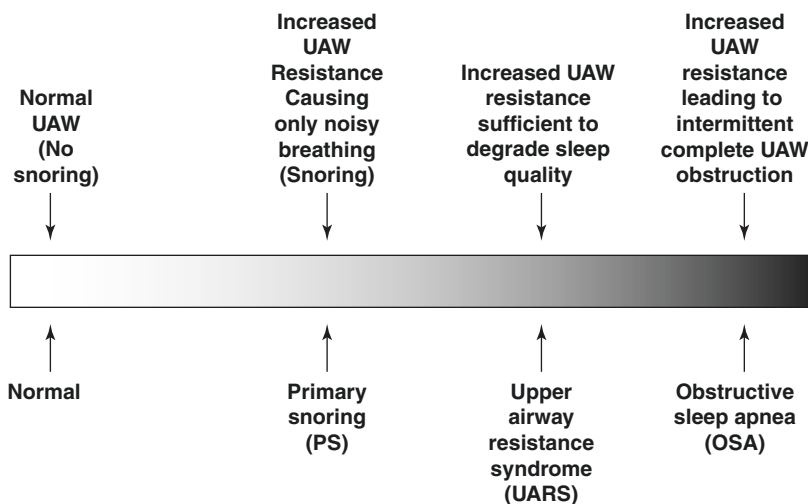 Normal
UAW
(No
snoring)
Increased
UAW
Resistance
Causing
only noisy
breathing
(Snoring)
Increased UAW
resistance
sufficient to
degrade sleep
quality
Increased
UAW
resistance
leading to
intermittent
complete UAW
obstruction
Normal
Primary
snoring
(PS)
Upper
airway
resistance
syndrome
(UARS)
Obstructive
sleep apnea
(OSA)